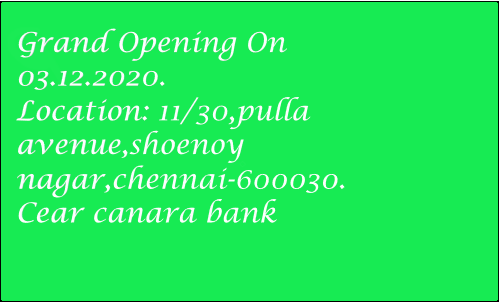 Grand Opening On
03.12.2020.
Location: 11/30,pulla
avenue,shoenoy
nagar,chennai-600030.
Cear canara bank